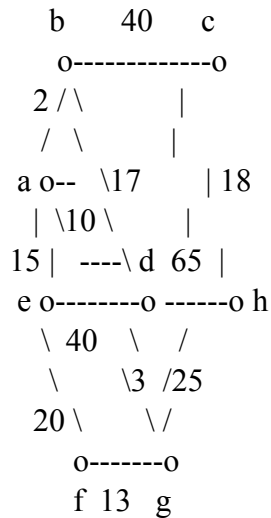 b 40 c
o-------------o
2 / \ |
/ \ |
a o-- \17 | 18
| \10 \ |
15 | ----\ d 65 |
e o--------o ------o h
\ 40 \ /
\ \3 /25
20 \ \ /
o-------o
f 13 g